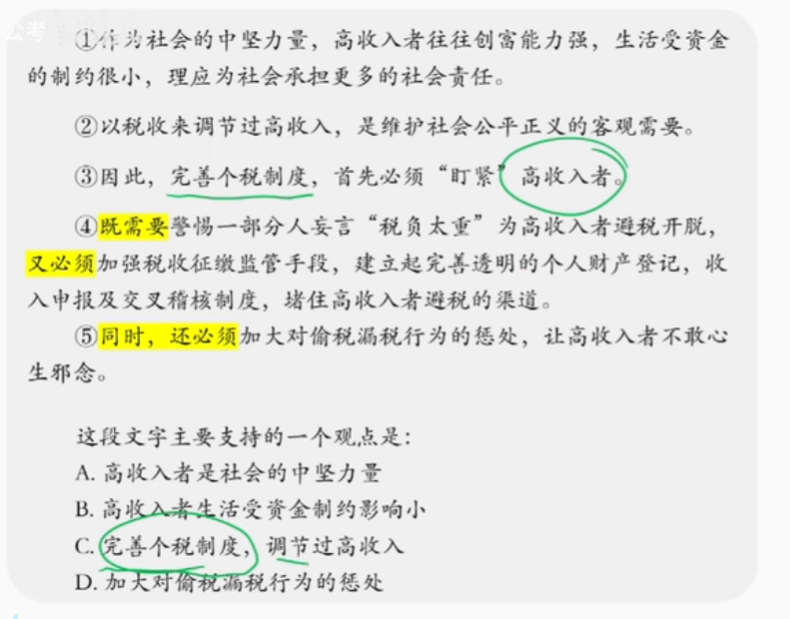 公考
①作为社会的中坚力量，高收入者往往创富能力强，生活受资金
的制约很小，理应为社会承担更多的社会责任。
②以税收来调节过高收入，是维护社会公平正义的客观需要。
③因此，完善个税制度，首先必须“盯紧”高收入者。
④既需要警惕一部分人妄言“税负太重”为高收入者避税开脱，
又必须加强税收征缴监管手段，建立起完善透明的个人财产登记，收
入申报及交叉稽核制度，堵住高收入者避税的渠道。
⑤同时，还必须加大对偷税漏税行为的惩处，让高收入者不敢心
生邪念。
这段文字主要支持的一个观点是：
A. 高收入者是社会的中坚力量
B. 高收入者生活受资金制约影响小
C. 完善个税制度，调节过高收入
D. 加大对偷税漏税行为的惩处